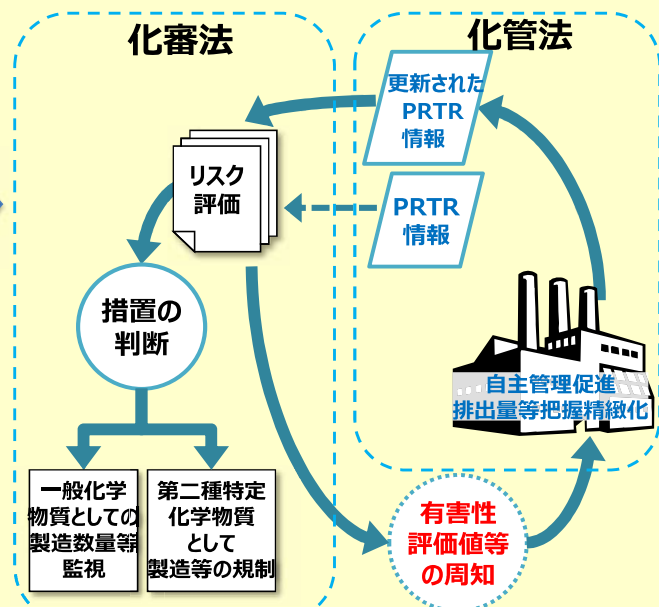 化審法
化管法
更新された
PRTR
情報
リスク
評価
PRTR
情報
措置の
判断
自主管理促進
排出量等把握精緻化
一般化学
物質としての
製造数量等
監視
第二種特定
化学物質
として
製造等の規制
有害性
評価値等
の周知